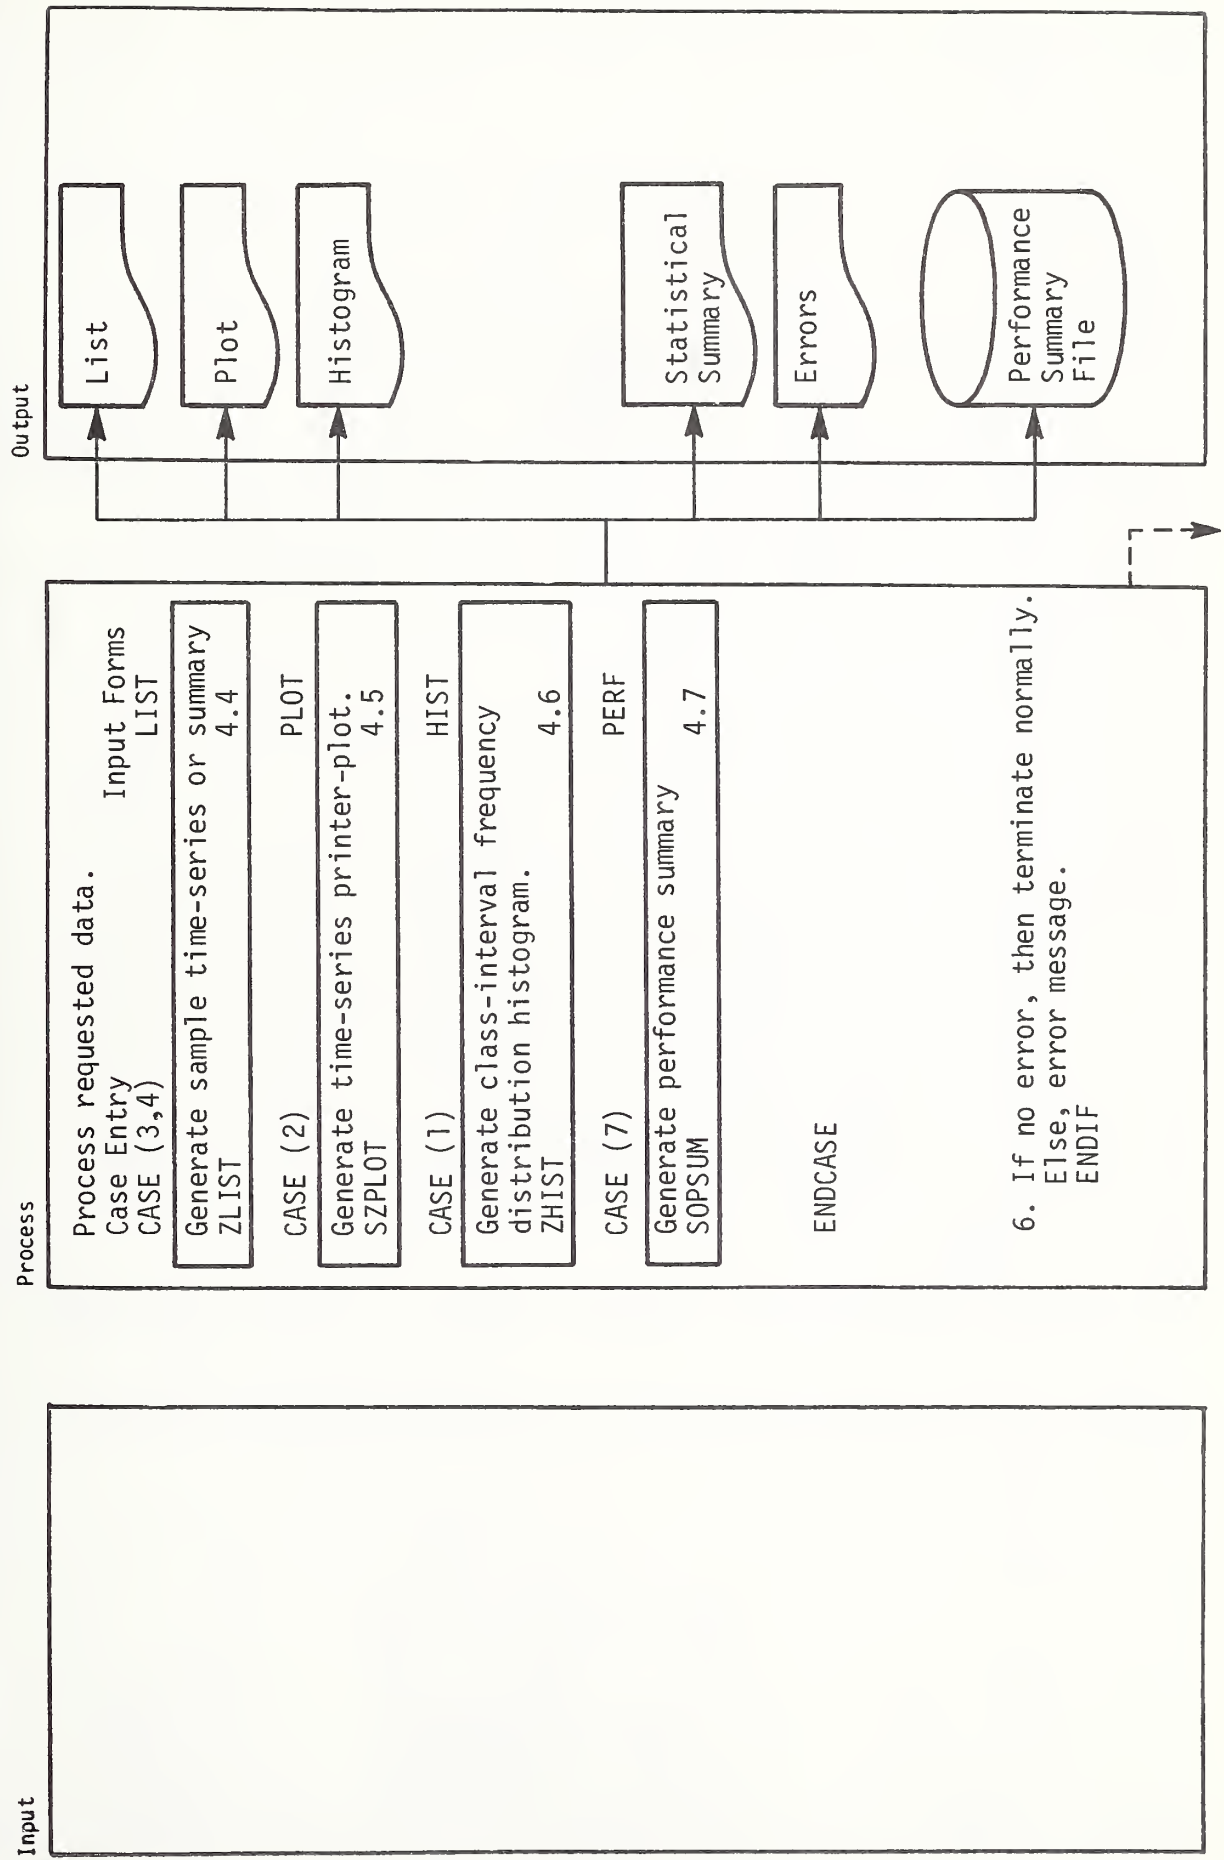 Input
Process
Process requested data.
Case Entry Input Forms
CASE (3,4) LIST
Generate sample time-series or summary
ZLIST 4.4
CASE (2) PLOT
Generate time-series printer-plot.
SZPLOT 4.5
CASE (1) HIST
Generate class-interval frequency
distribution histogram.
ZHIST 4.6
CASE (7) PERF
Generate performance summary
SOPSUM 4.7
ENDCASE
6. If no error, then terminate normally.
Else, error message.
ENDIF
Output
List
Plot
Histogram
Statistical
Summary
Errors
Performance
Summary
File